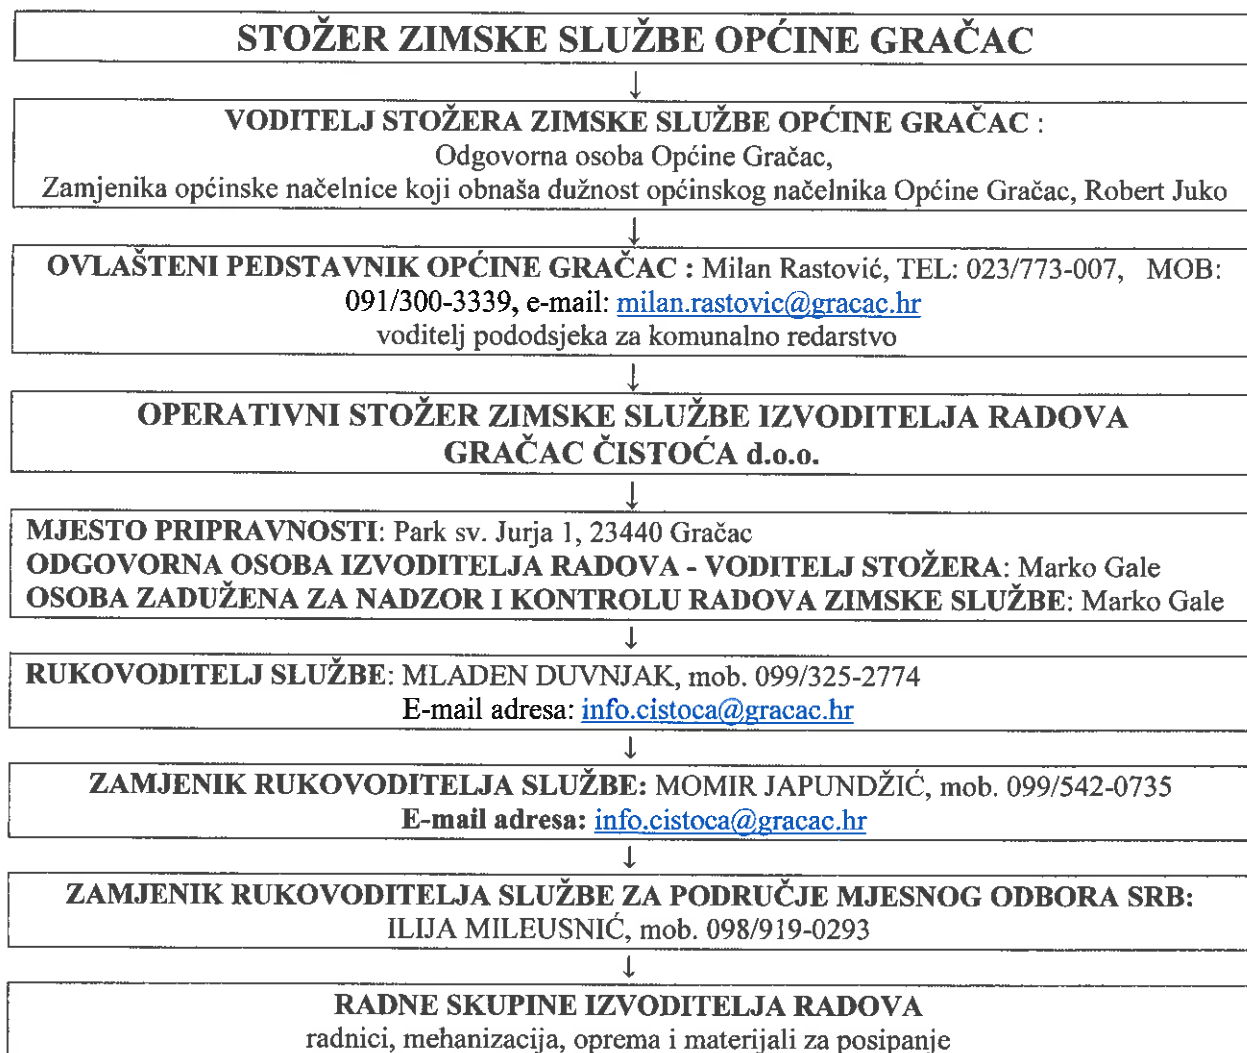 STOŽER ZIMSKE SLUŽBE OPĆINE GRAČAC
↓
VODITELJ STOŽERA ZIMSKE SLUŽBE OPĆINE GRAČAC :
Odgovorna osoba Općine Gračac,
Zamjenika općinske načelnice koji obnaša dužnost općinskog načelnika Općine Gračac, Robert Juko
↓
OVLAŠTENI PEDSTAVNIK OPĆINE GRAČAC : Milan Rastović, TEL: 023/773-007, MOB:
091/300-3339, e-mail: milan.rastovic@gracac.hr
voditelj pododsjeka za komunalno redarstvo
↓
OPERATIVNI STOŽER ZIMSKE SLUŽBE IZVODITELJA RADOVA
GRAČAC ČISTOĆA d.o.o.
↓
MJESTO PRIPRAVNOSTI: Park sv. Jurja 1, 23440 Gračac
ODGOVORNA OSOBA IZVODITELJA RADOVA - VODITELJ STOŽERA: Marko Gale
OSOBA ZADUŽENA ZA NADZOR I KONTROLU RADOVA ZIMSKE SLUŽBE: Marko Gale
↓
RUKOVODITELJ SLUŽBE: MLADEN DUVNJAK, mob. 099/325-2774
E-mail adresa: info.cistoca@gracac.hr
↓
ZAMJENIK RUKOVODITELJA SLUŽBE: MOMIR JAPUNDŽIĆ, mob. 099/542-0735
E-mail adresa: info.cistoca@gracac.hr
↓
ZAMJENIK RUKOVODITELJA SLUŽBE ZA PODRUČJE MJESNOG ODBORA SRB:
ILIJA MILEUSNIĆ, mob. 098/919-0293
↓
RADNE SKUPINE IZVODITELJA RADOVA
radnici, mehanizacija, oprema i materijali za posipanje